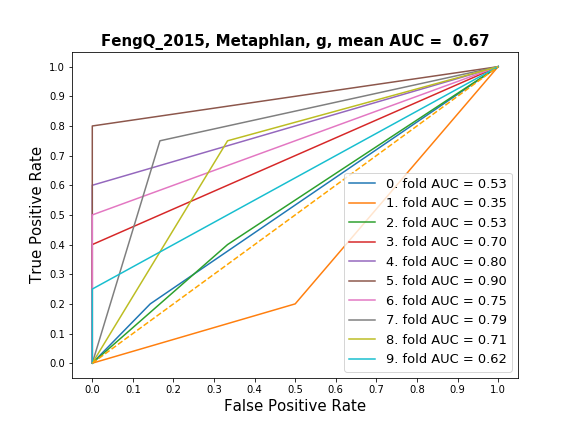 FengQ_2015, Metaphlan, g, mean AUC =  0.67
True Positive Rate
1.0
0.9
0.8
0.7
0.6
0.5
0.4
0.3
0.2
0.1
0.0
0. fold AUC = 0.53
1. fold AUC = 0.35
2. fold AUC = 0.53
3. fold AUC = 0.70
4. fold AUC = 0.80
5. fold AUC = 0.90
6. fold AUC = 0.75
7. fold AUC = 0.79
8. fold AUC = 0.71
9. fold AUC = 0.62
0.0 0.1 0.2 0.3 0.4 0.5 0.6 0.7 0.8 0.9 1.0
False Positive Rate